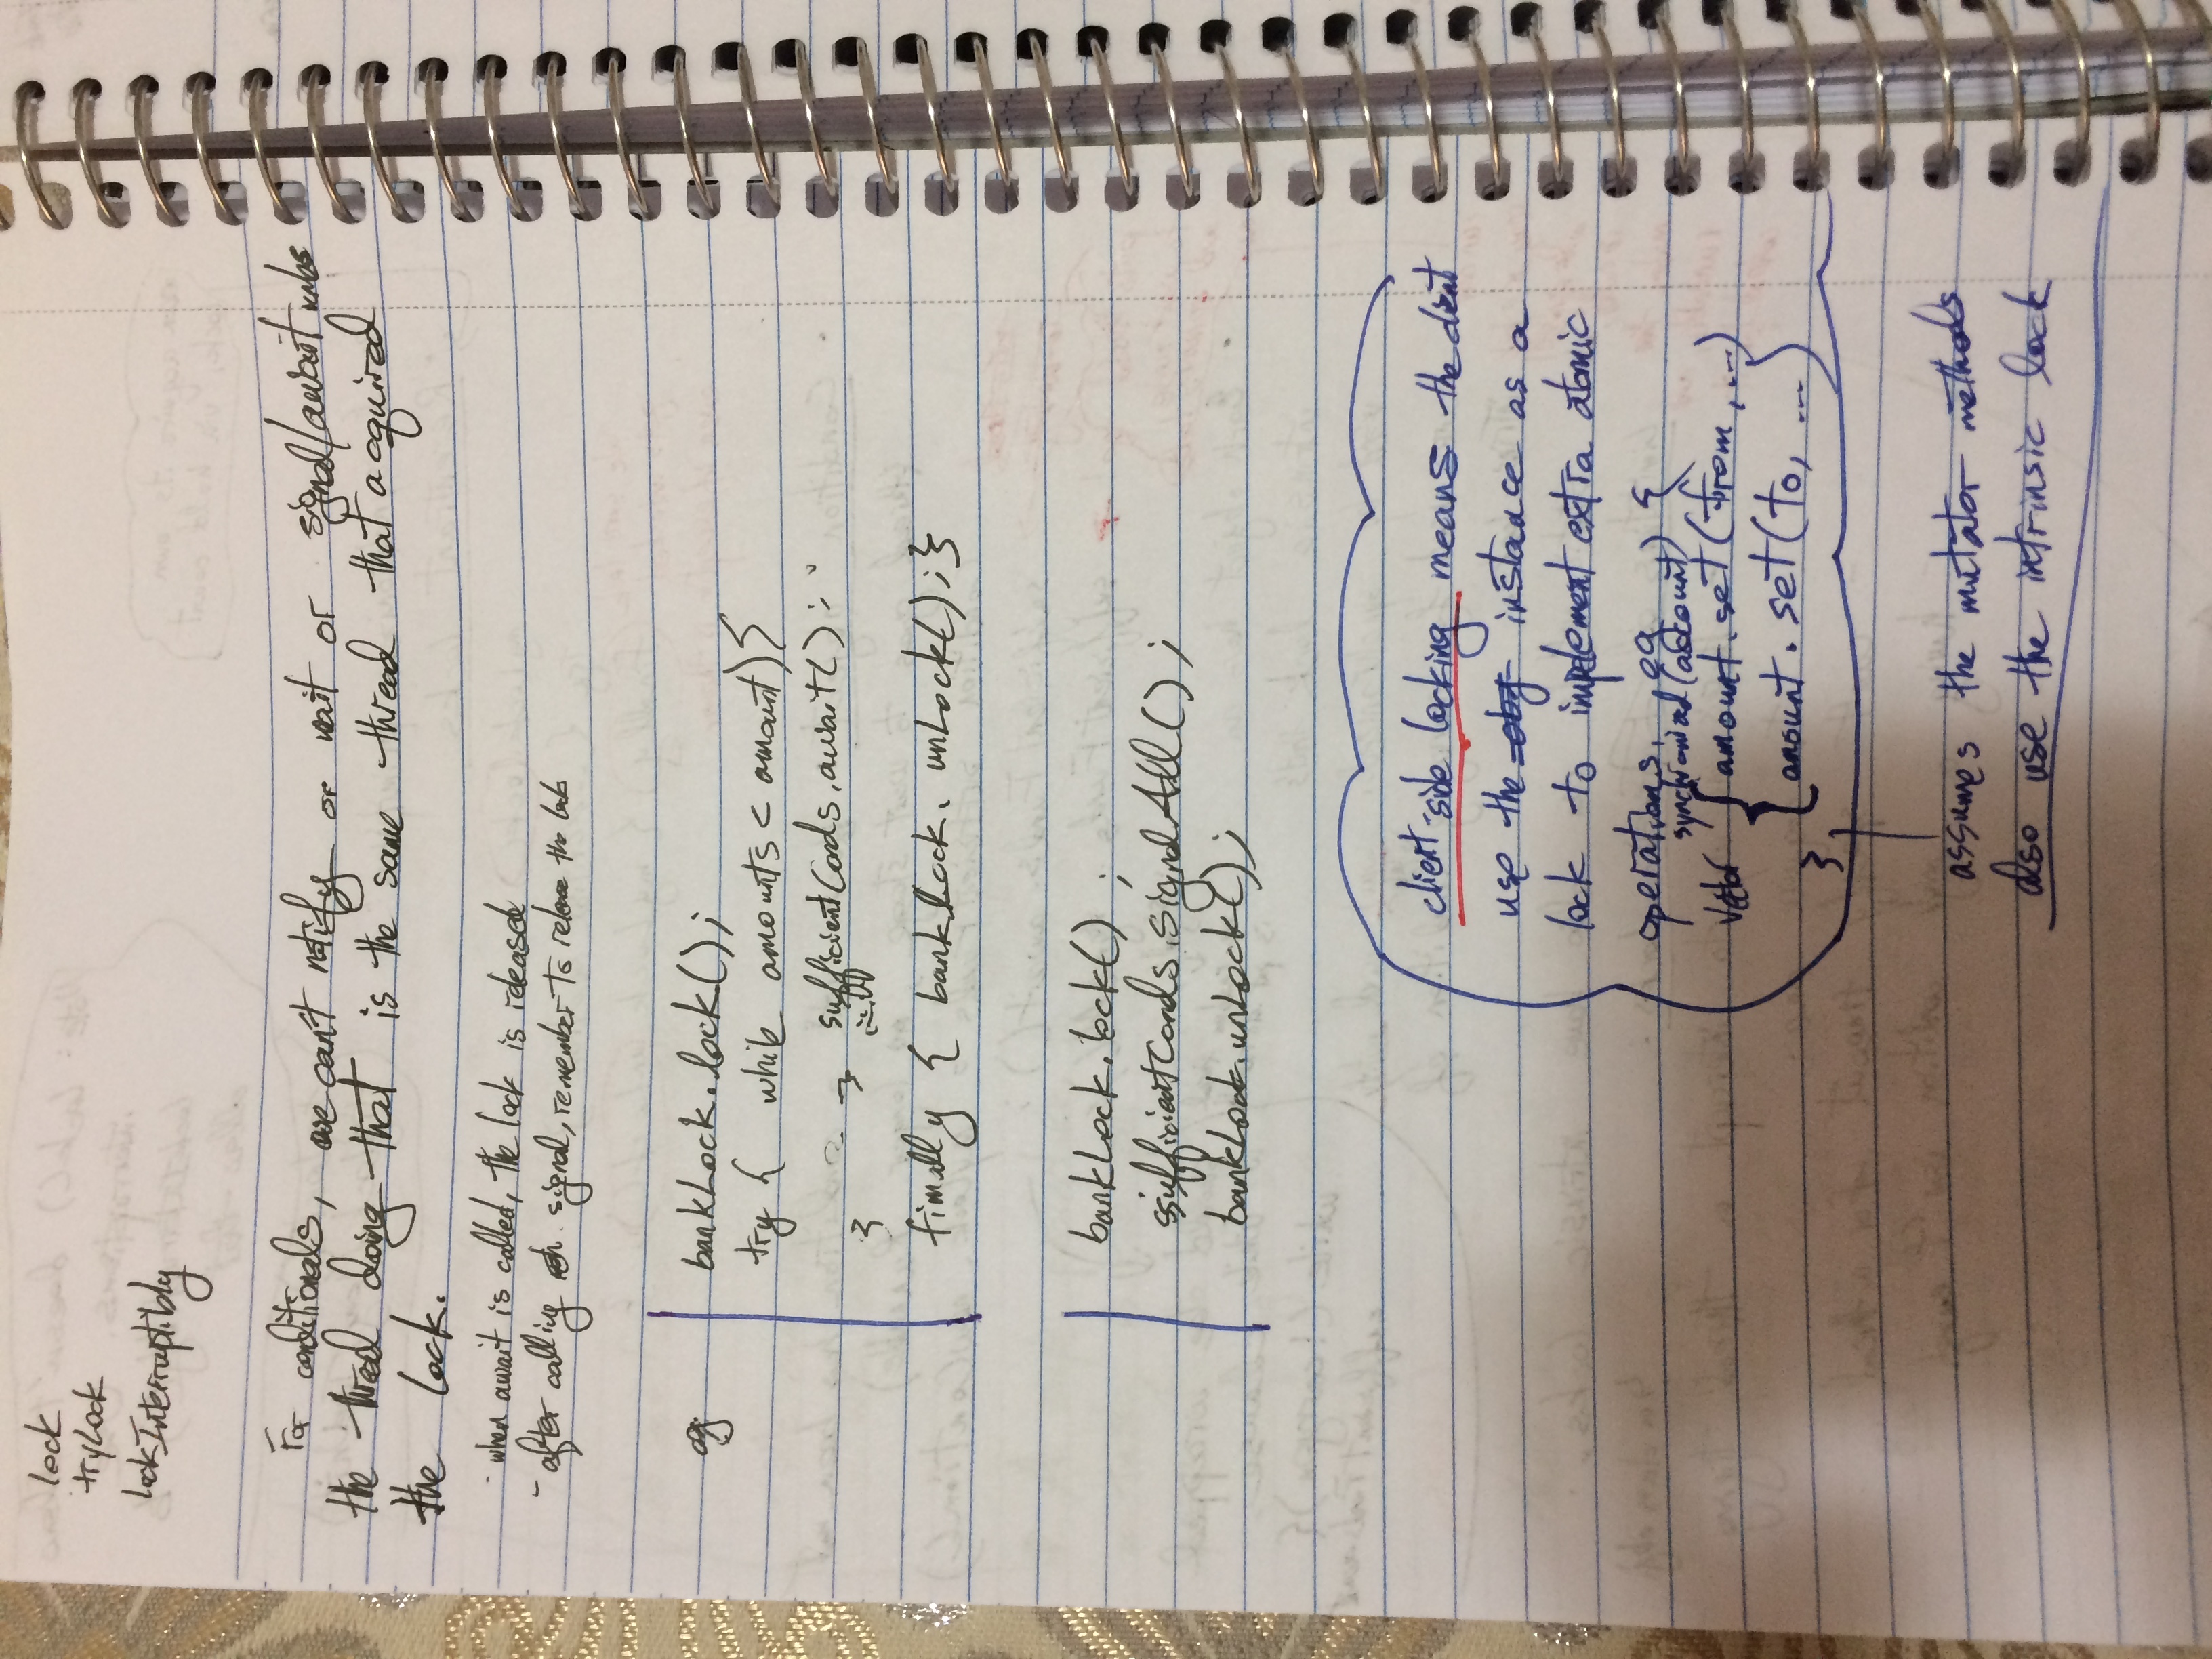 lock
tryLock
lockInterruptibly
For conditionals, we can't notify or wait or signal/await unless
the thread doing that is the same thread that acquired
the lock.
- when await is called, the lock is released
- after calling signal, remember to release the lock
eg
bankLock.lock();
try { while amounts < amount) {
sufficientConds.await();
}
}
finally { bankLock.unLock(); }
bankLock.lock() ;
ssufficientConds.signalAll();
bankLock.unLock();
client-side locking means the client
use the obj instance as a
lock to implement extra atomic
operations, eg
synchronized (account) {
vector { amount.set(from, ...)
{ amount.set(to, ... )
}
assumes the mutator methods
also use the intrinsic lock